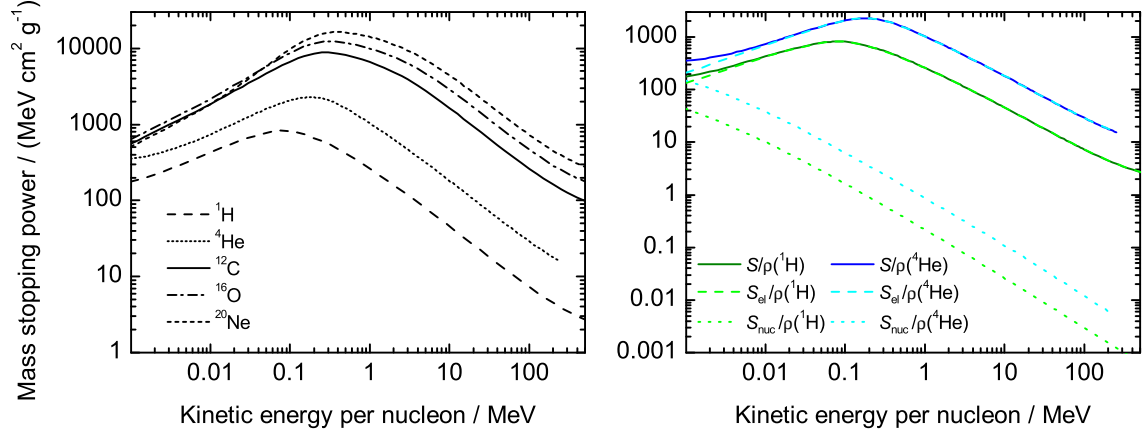 Mass stopping power / (MeV cm² g⁻¹)
10000
1000
100
10
1
¹H
⁴He
¹²C
¹⁶O
²⁰Ne
0.01 0.1 1 10 100
Kinetic energy per nucleon / MeV
1000
100
10
1
0.1
0.01
0.001
S/ρ(¹H) S/ρ(⁴He)
Sₑₗ/ρ(¹H) Sₑₗ/ρ(⁴He)
Sₙᵤc/ρ(¹H) Sₙᵤc/ρ(⁴He)
0.01 0.1 1 10 100
Kinetic energy per nucleon / MeV